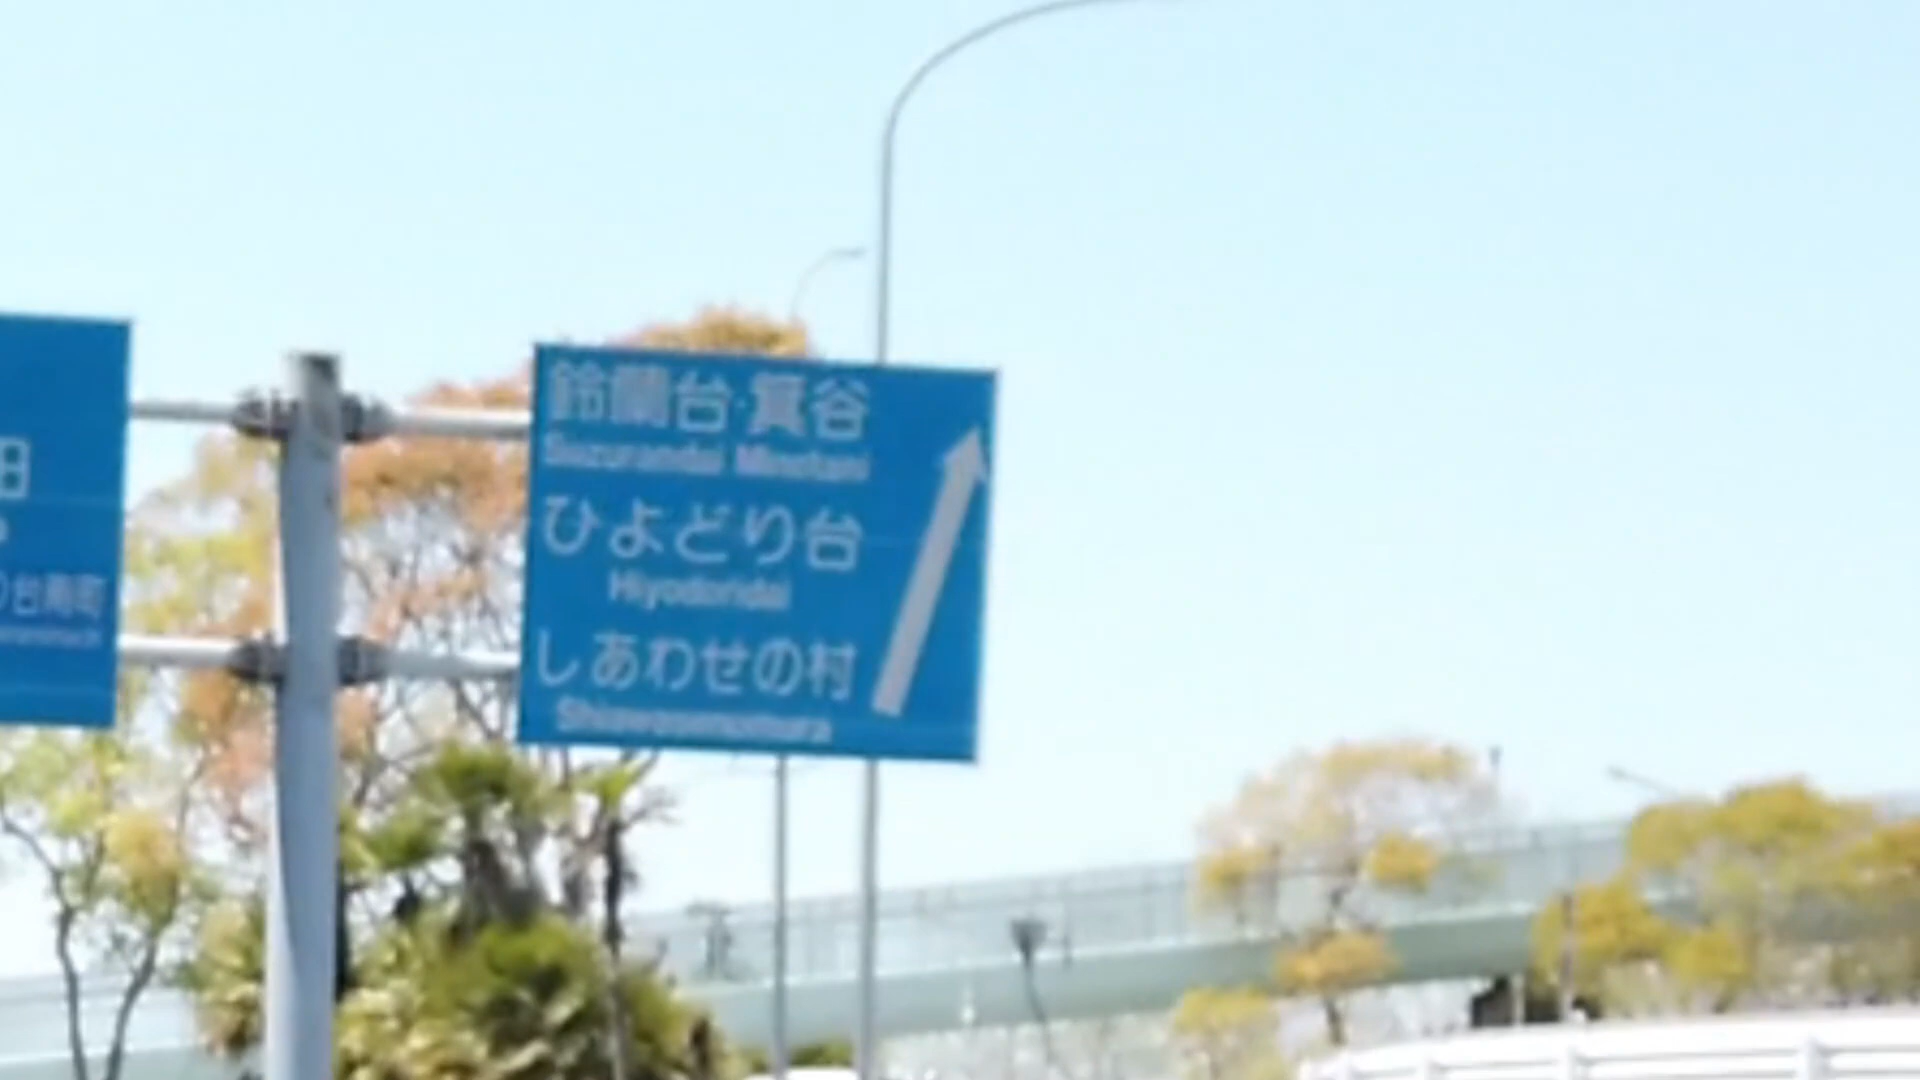 田
り台南町
鈴蘭台・箕谷
Suzurandai Minotani
ひよどり台
Hiyodoridai
しあわせの村
Shiawasenomura